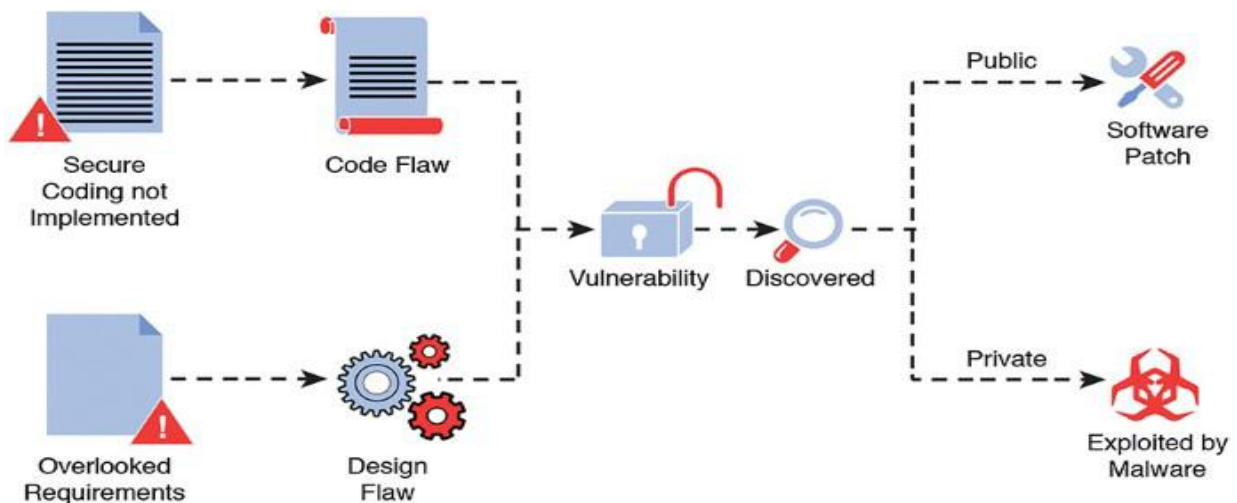 Secure
Coding not
Implemented
Code Flaw
Overlooked
Requirements
Design
Flaw
Vulnerability
Discovered
Public
Software
Patch
Private
Exploited by
Malware